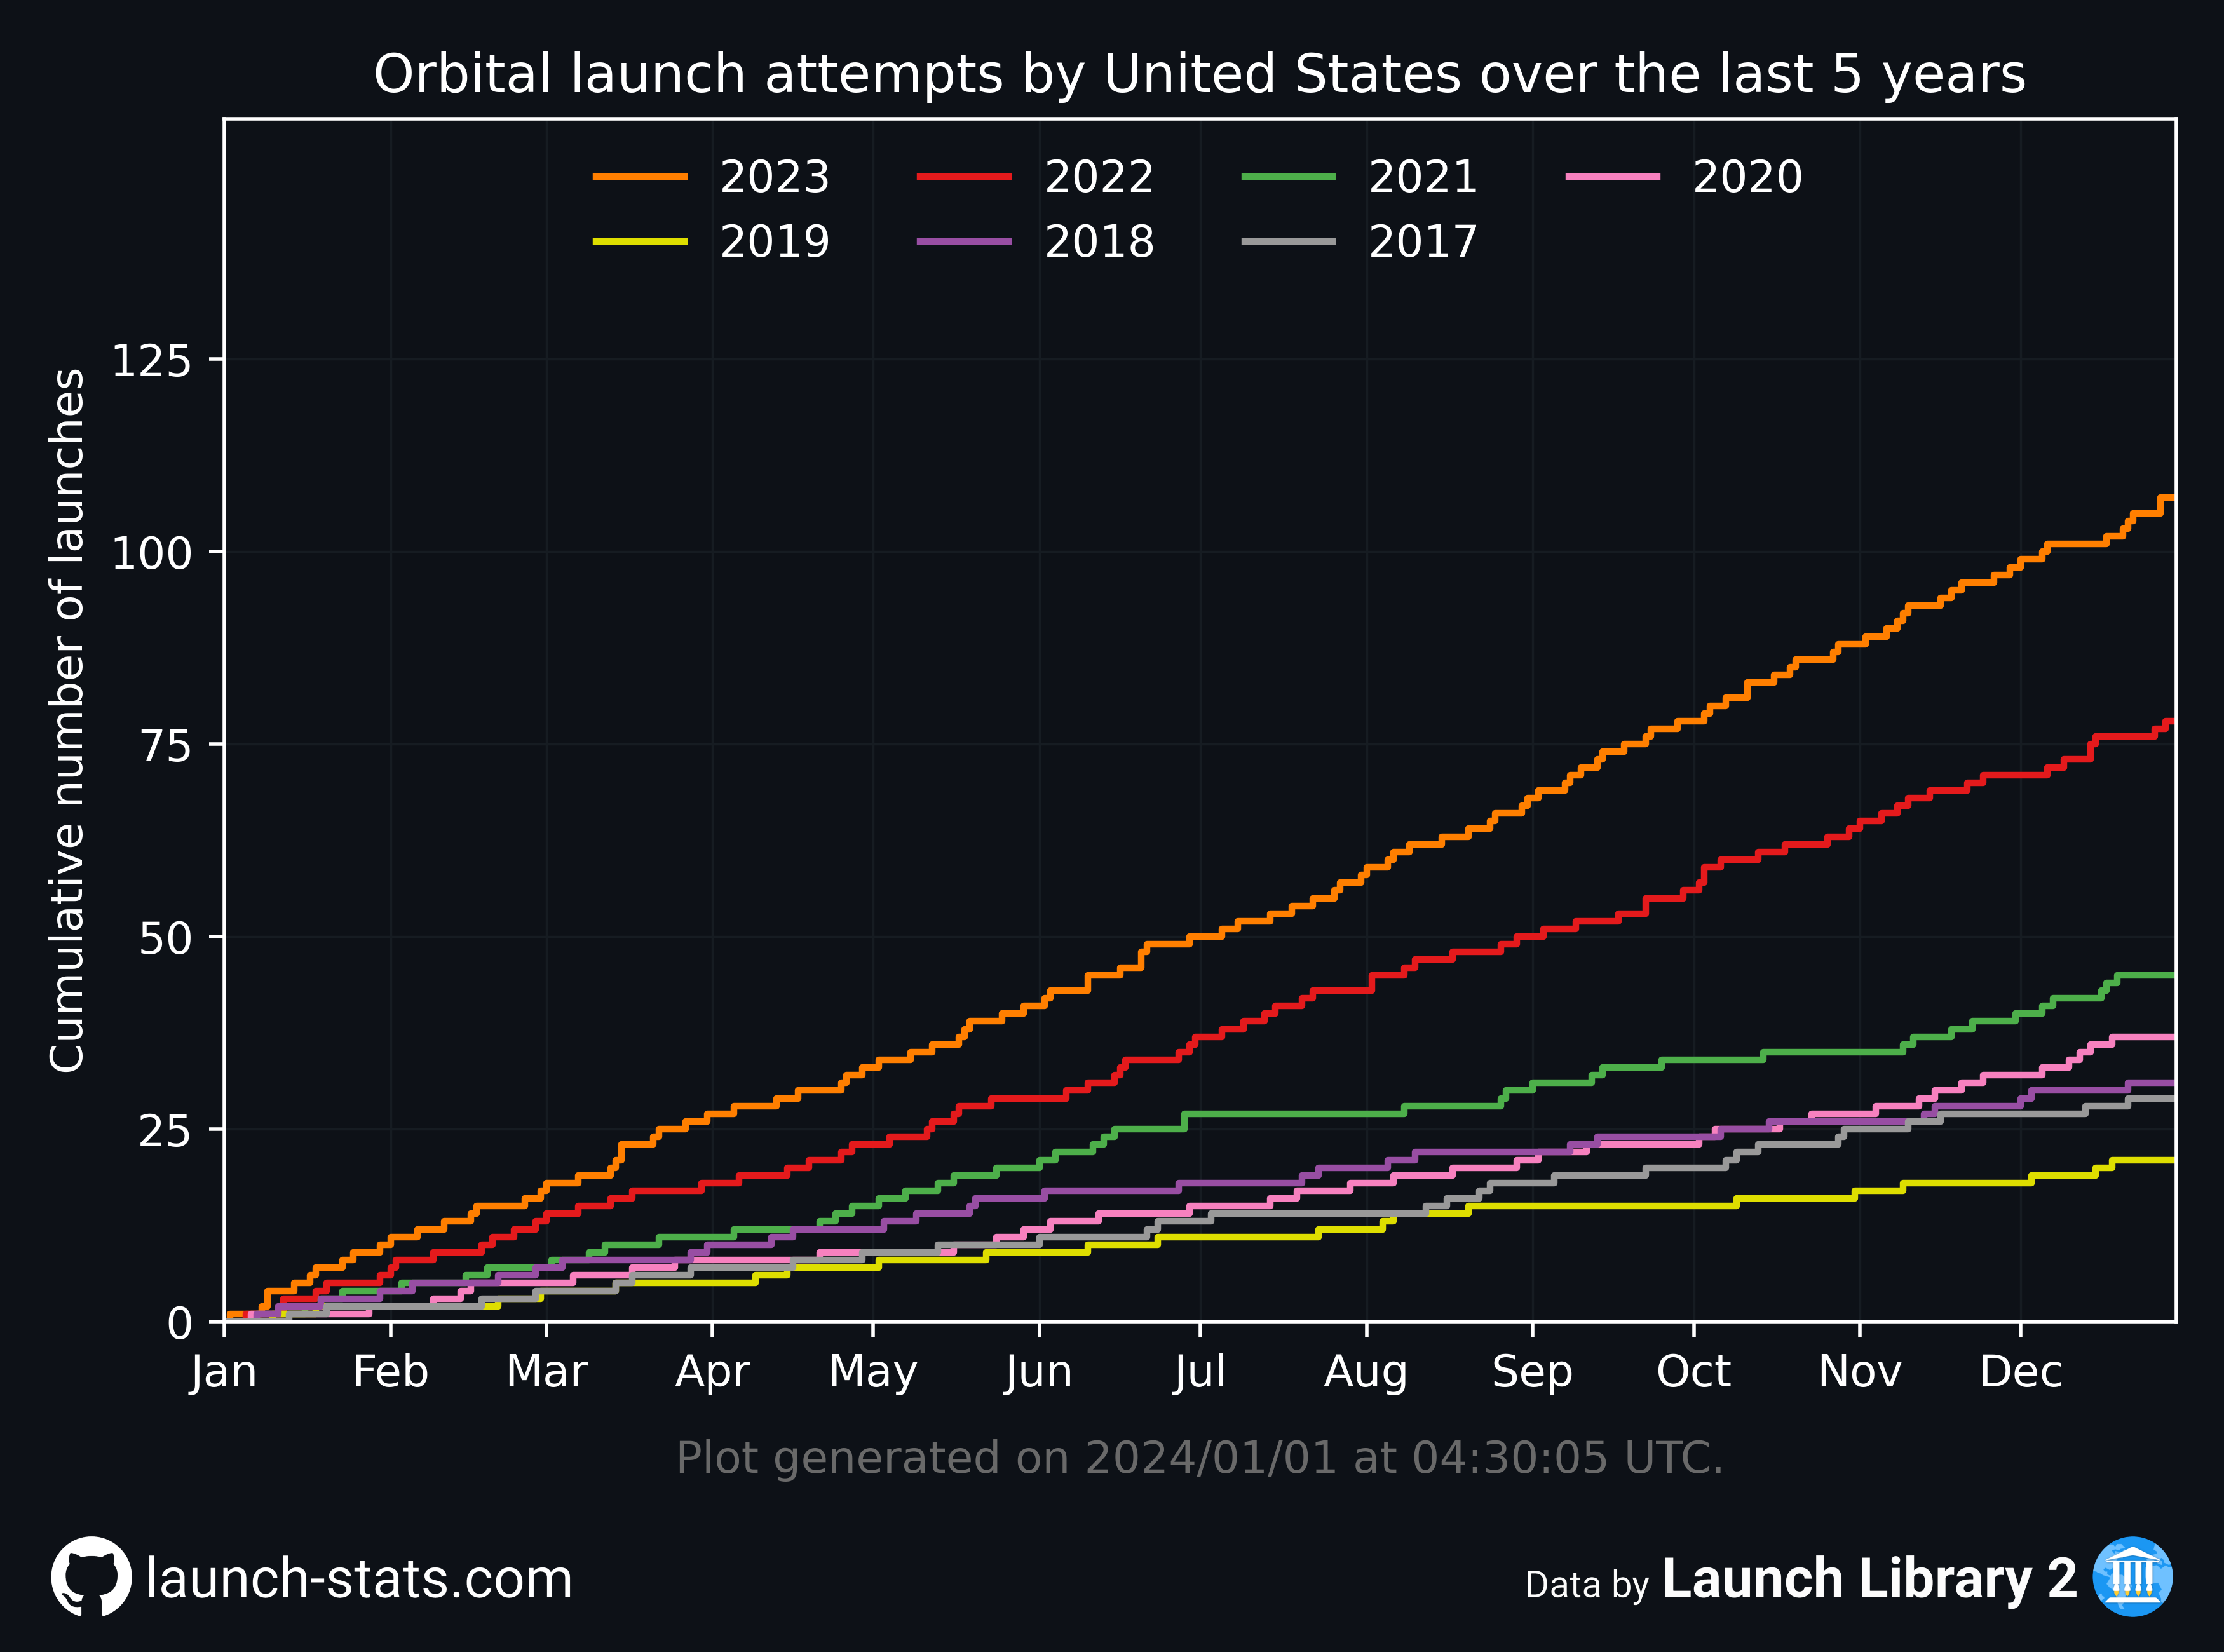 Orbital launch attempts by United States over the last 5 years
2023 2022 2021 2020
2019 2018 2017
Cumulative number of launches
125
100
75
50
25
0
Jan Feb Mar Apr May Jun Jul Aug Sep Oct Nov Dec
Plot generated on 2024/01/01 at 04:30:05 UTC.
launch-stats.com
Data by Launch Library 2